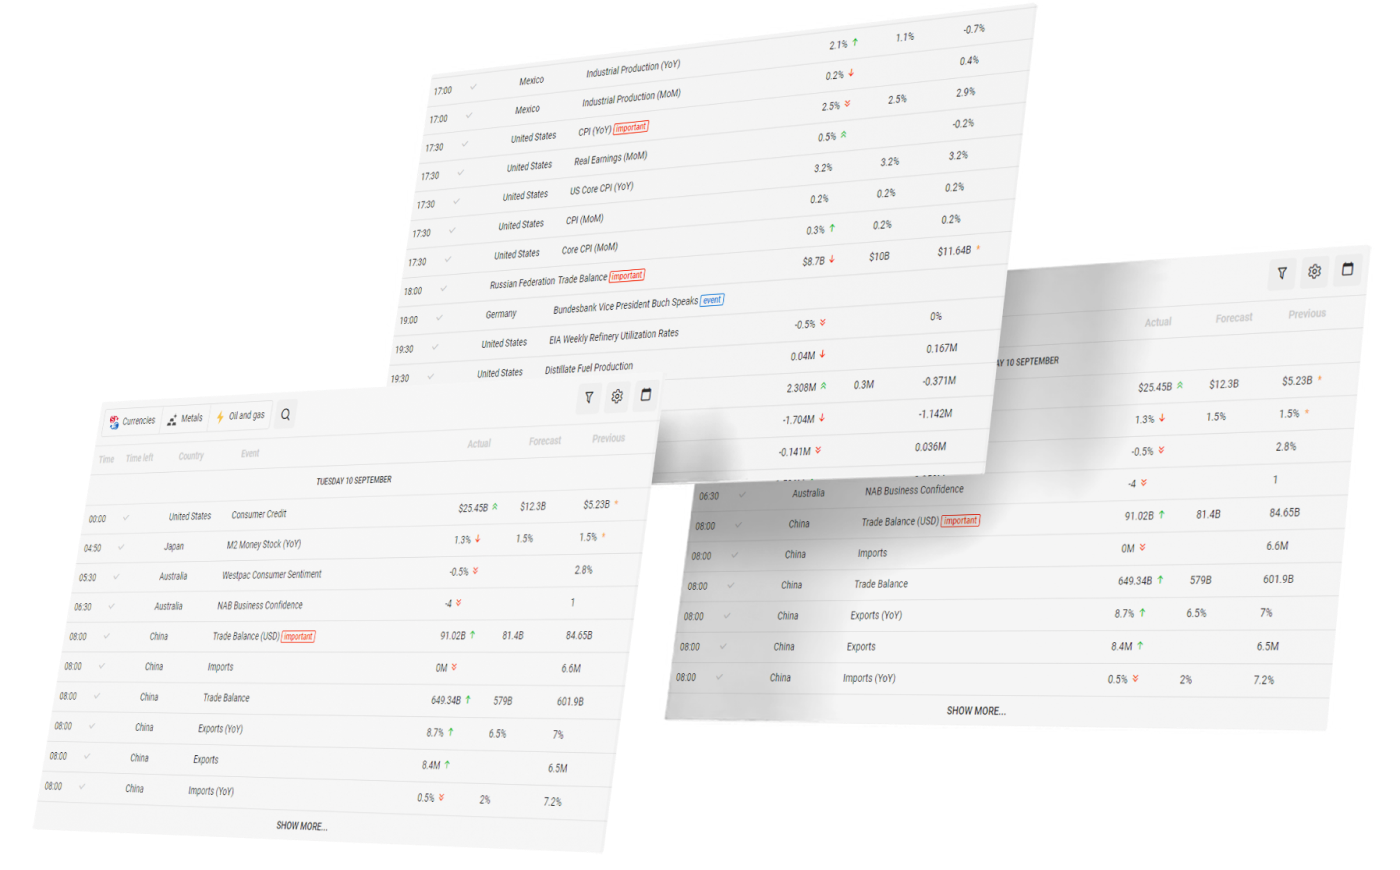 17:00 Mexico Industrial Production (YoY) 2.1% 1.1% -0.7%
17:00 Mexico Industrial Production (MoM) 0.2% 0.4%
17:30 United States CPI (YoY) important 2.5% 2.5% 2.9%
17:30 United States Real Earnings (MoM) 0.5% -0.2%
17:30 United States US Core CPI (YoY) 3.2% 3.2% 3.2%
17:30 United States CPI (MoM) 0.2% 0.2% 0.2%
17:30 United States Core CPI (MoM) 0.3% 0.2% 0.2%
18:00 Russian Federation Trade Balance important $8.7B $10B $11.64B *
19:00 Germany Bundesbank Vice President Buch Speaks event
19:30 United States EIA Weekly Refinery Utilization Rates -0.5% 0%
19:30 United States Distillate Fuel Production 0.04M 0.167M
2.308M 0.3M -0.371M
-1.704M -1.142M
-0.141M 0.036M
Currencies Metals Oil and gas
Time Time left Country Event Actual Forecast Previous
TUESDAY 10 SEPTEMBER
00:00 United States Consumer Credit $25.45B $12.3B $5.23B *
04:50 Japan M2 Money Stock (YoY) 1.3% 1.5% 1.5% *
05:30 Australia Westpac Consumer Sentiment -0.5% 2.8%
06:30 Australia NAB Business Confidence -4 1
08:00 China Trade Balance (USD) important 91.02B 81.4B 84.65B
08:00 China Imports 0M 6.6M
08:00 China Trade Balance 649.34B 579B 601.9B
08:00 China Exports (YoY) 8.7% 6.5% 7%
08:00 China Exports 8.4M 6.5M
08:00 China Imports (YoY) 0.5% 2% 7.2%
SHOW MORE...
Actual Forecast Previous
AY 10 SEPTEMBER
$25.45B $12.3B $5.23B *
1.3% 1.5% 1.5% *
-0.5% 2.8%
06:30 Australia NAB Business Confidence -4 1
08:00 China Trade Balance (USD) important 91.02B 81.4B 84.65B
08:00 China Imports 0M 6.6M
08:00 China Trade Balance 649.34B 579B 601.9B
08:00 China Exports (YoY) 8.7% 6.5% 7%
08:00 China Exports 8.4M 6.5M
08:00 China Imports (YoY) 0.5% 2% 7.2%
SHOW MORE...